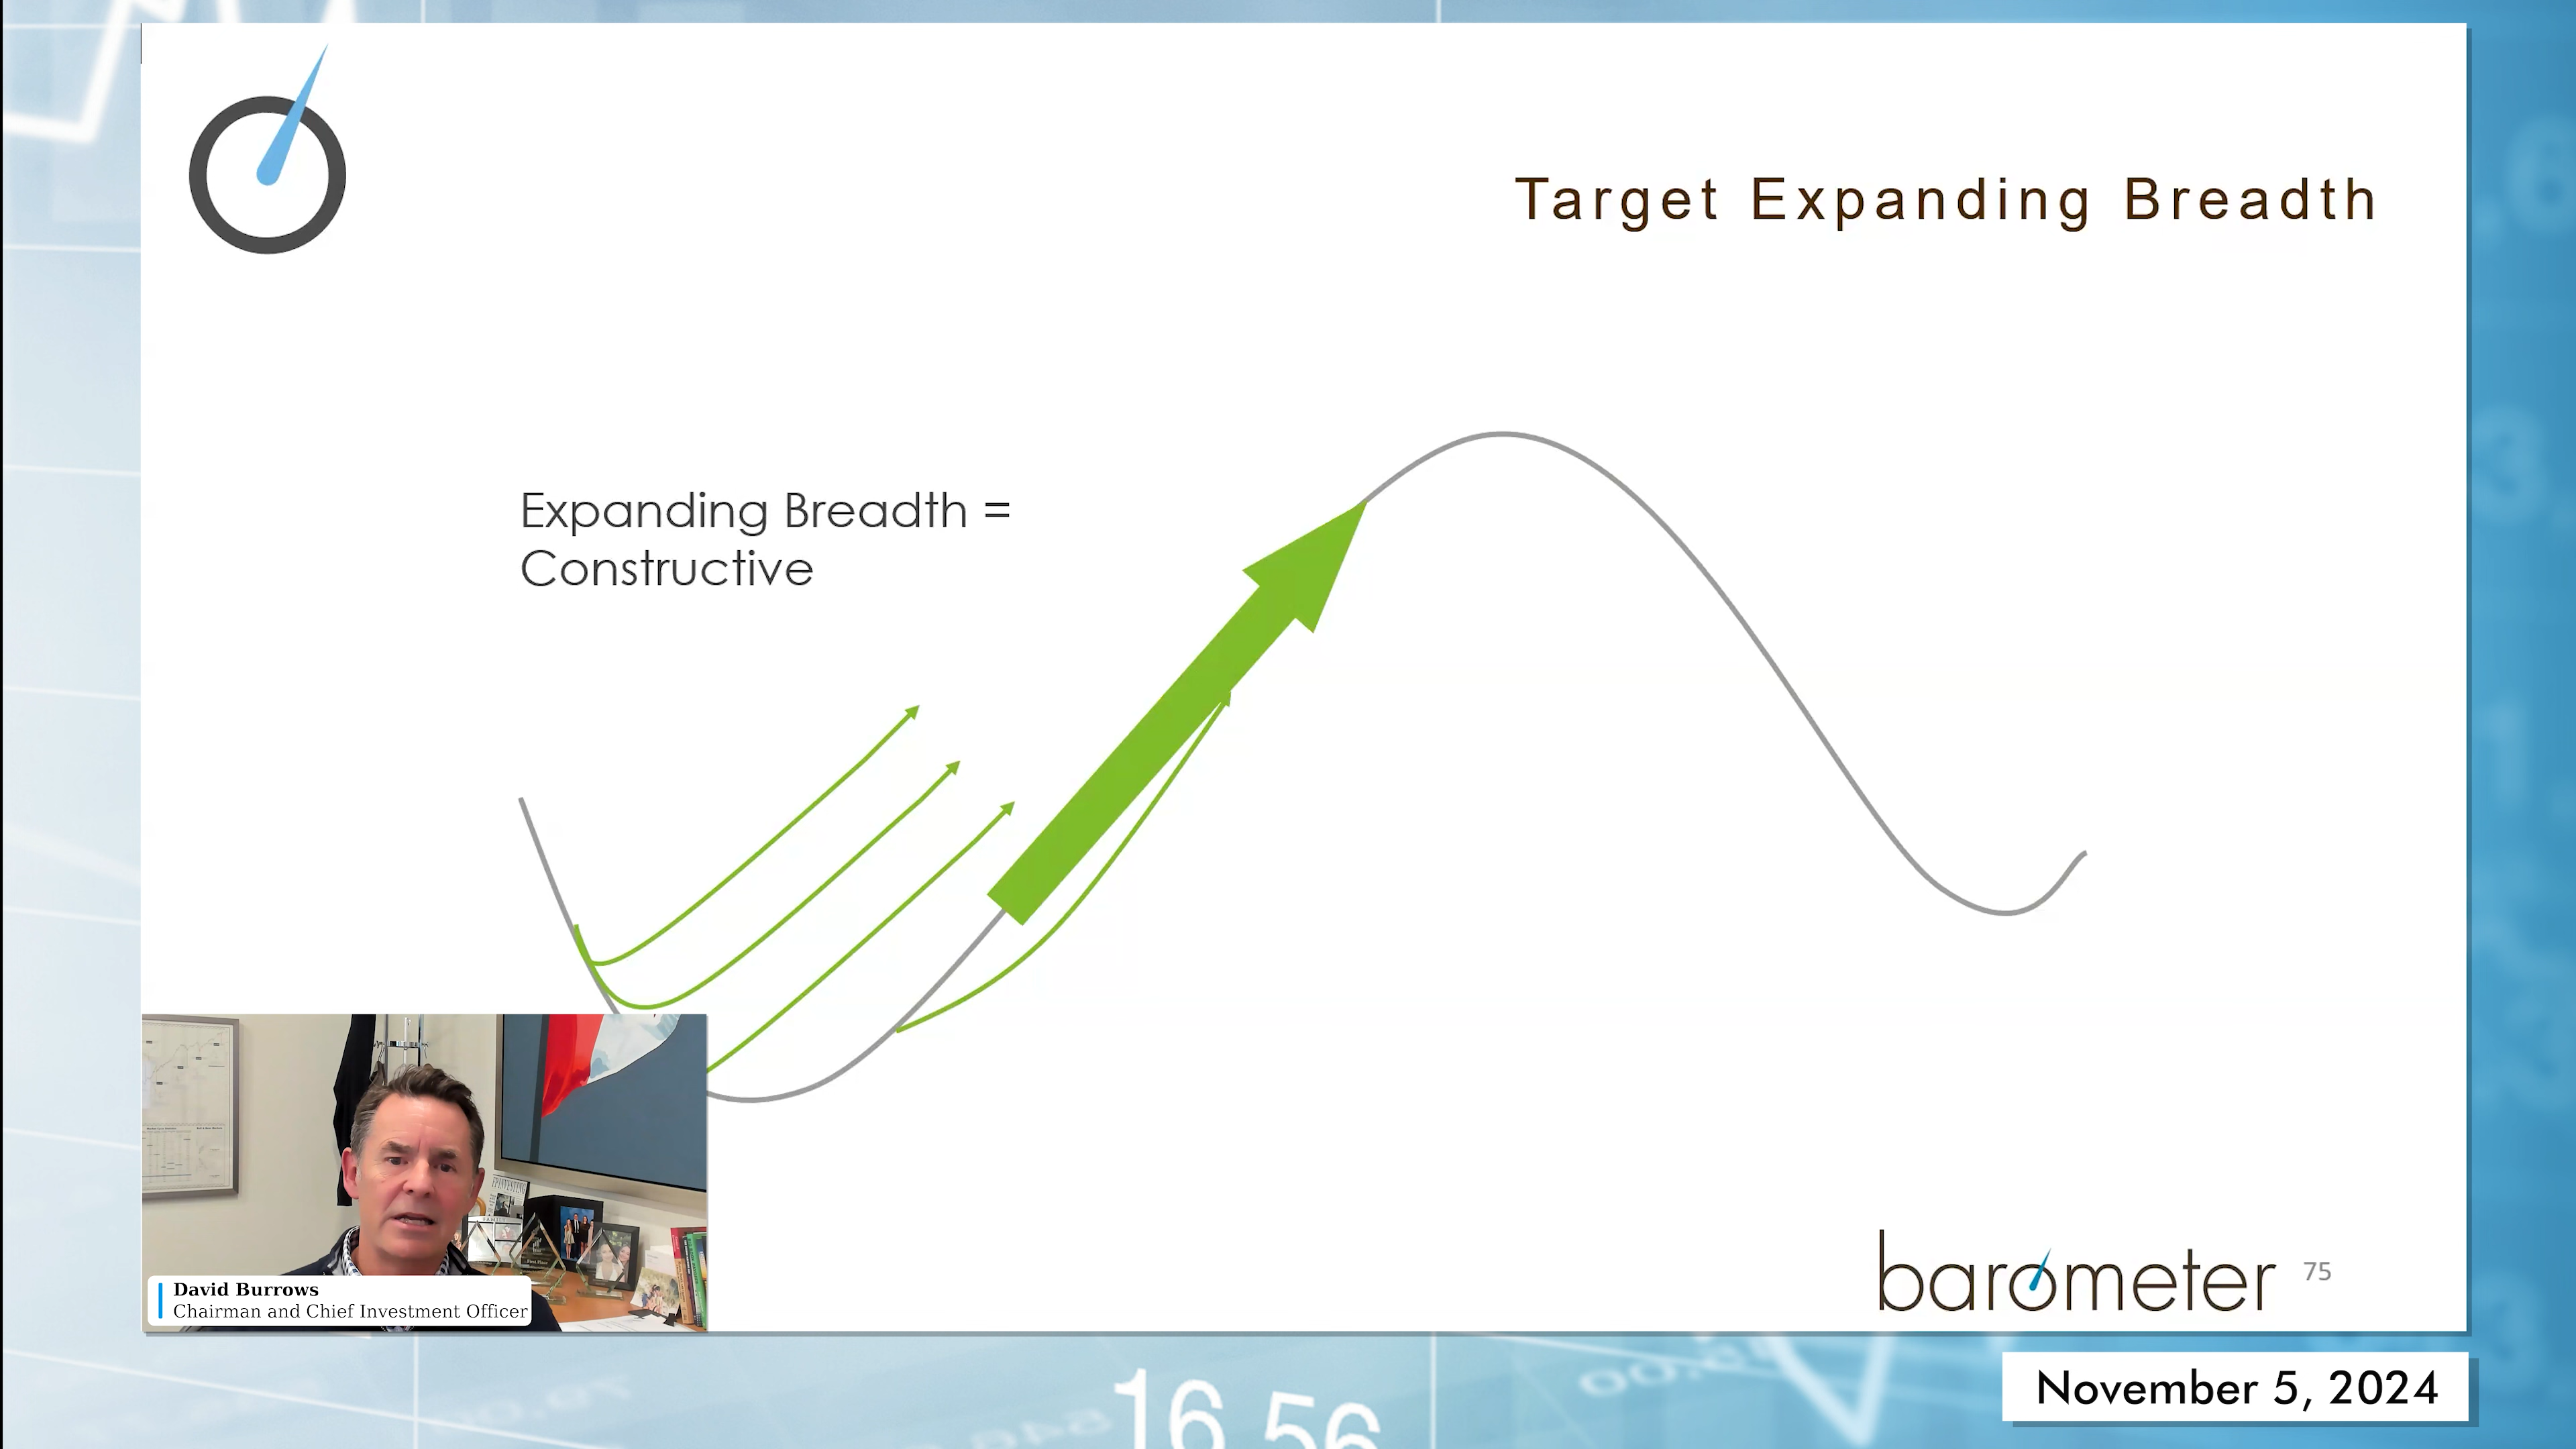 Target Expanding Breadth
Expanding Breadth =
Constructive
David Burrows
Chairman and Chief Investment Officer
barometer
75
November 5, 2024
16.56